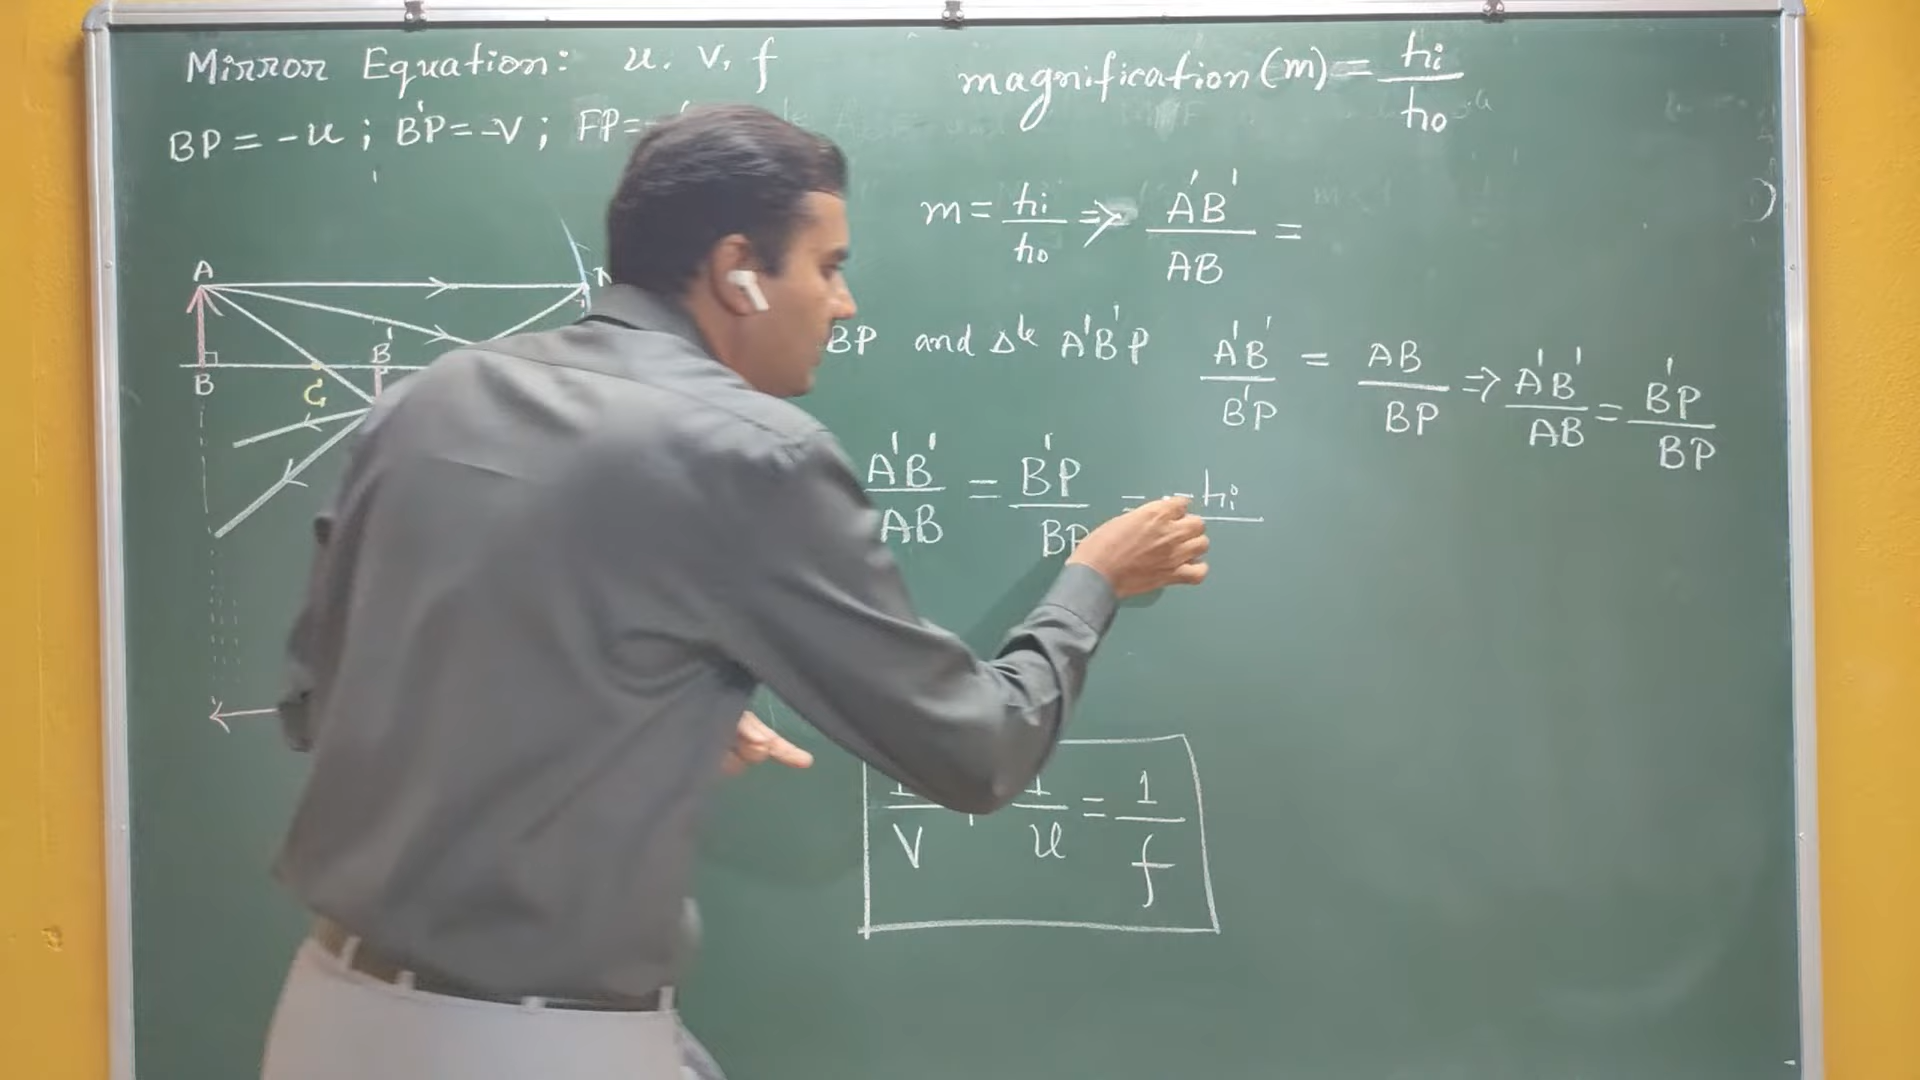 Mirror Equation: u. v, f
magnification (m) = hi/ho
BP = -u ; B'P = -v ; FP =
m = hi/ho => A'B'/AB =
A
B
B'
C
BP and Δle A'B'P
A'B'/B'P = AB/BP => A'B'/AB = B'P/BP
A'B'/AB = B'P/BP = -hi
1/v + 1/u = 1/f